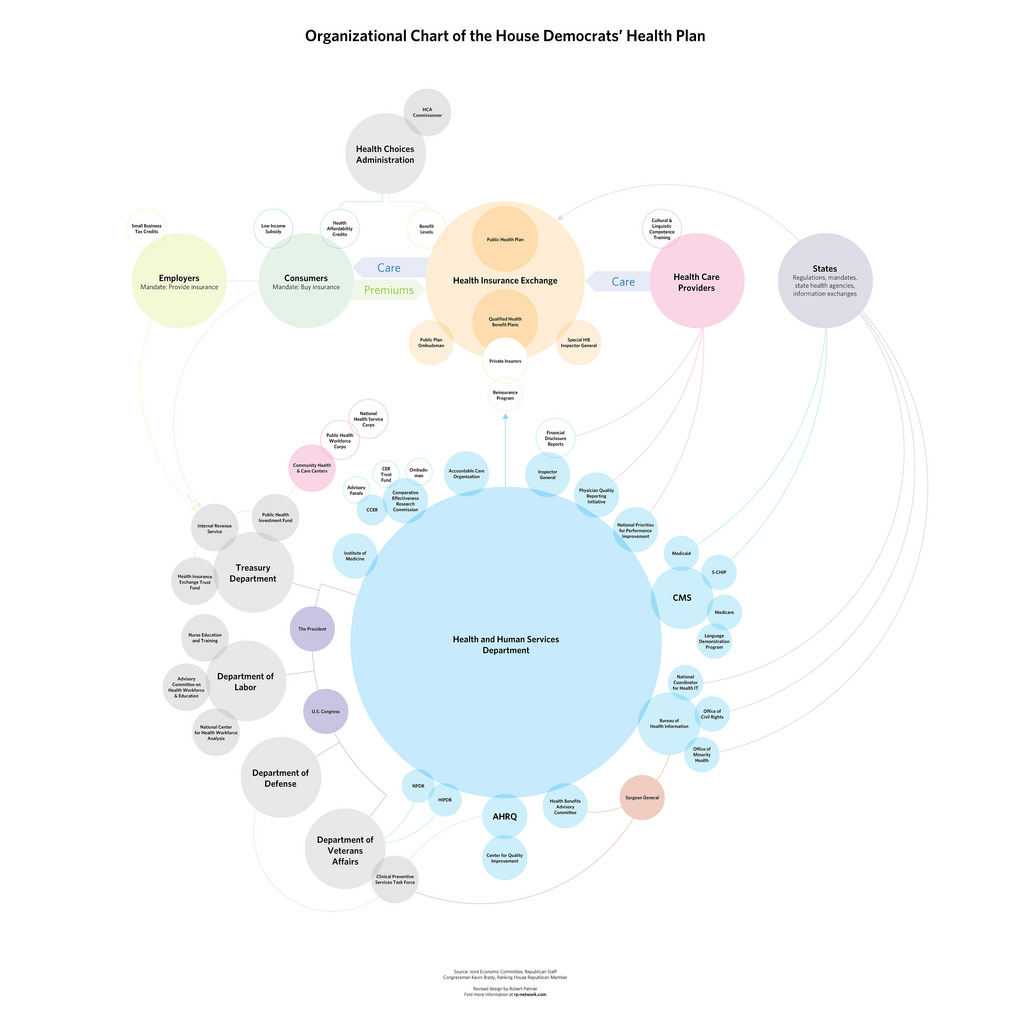 Organizational Chart of the House Democrats' Health Plan
HCA
Commissioner
Health Choices
Administration
Small Business
Tax Credits
Low Income
Subsidy
Health
Affordability
Credits
Benefit
Levels
Public Health Plan
Cultural &
Linguistic
Competence
Training
Employers
Mandate: Provide insurance
Consumers
Mandate: Buy insurance
Care
Premiums
Health Insurance Exchange
Care
Health Care
Providers
States
Regulations, mandates,
state health agencies,
information exchanges
Qualified Health
Benefit Plans
Public Plan
Ombudsman
Special HIE
Inspector General
Private Insurers
Reinsurance
Program
National
Health Service
Corps
Public Health
Workforce
Corps
Community Health
& Care Centers
Financial
Disclosure
Reports
Advisory
Panels
CER
Trust
Fund
Ombuds-
man
CCER
Comparative
Effectiveness
Research
Commission
Accountable Care
Organization
Inspector
General
Physician Quality
Reporting
Initiative
National Priorities
for Performance
Improvement
Internal Revenue
Service
Public Health
Investment Fund
Institute of
Medicine
Medicaid
S-CHIP
Treasury
Department
Health Insurance
Exchange Trust
Fund
CMS
Medicare
Language
Demonstration
Program
The President
Nurse Education
and Training
Health and Human Services
Department
Department of
Labor
Advisory
Committee on
Health Workforce
& Education
National Center
for Health Workforce
Analysis
U.S. Congress
National
Coordinator
for Health IT
Bureau of
Health Information
Office of
Civil Rights
Office of
Minority
Health
Department of
Defense
NPDB
HIPDB
AHRQ
Health Benefits
Advisory
Committee
Surgeon General
Department of
Veterans
Affairs
Center for Quality
Improvement
Clinical Preventive
Services Task Force
Source: Joint Economic Committee, Republican Staff
Congressman Kevin Brady, Ranking House Republican Member
Revised design by Robert Palmer
Find more information at rp-network.com